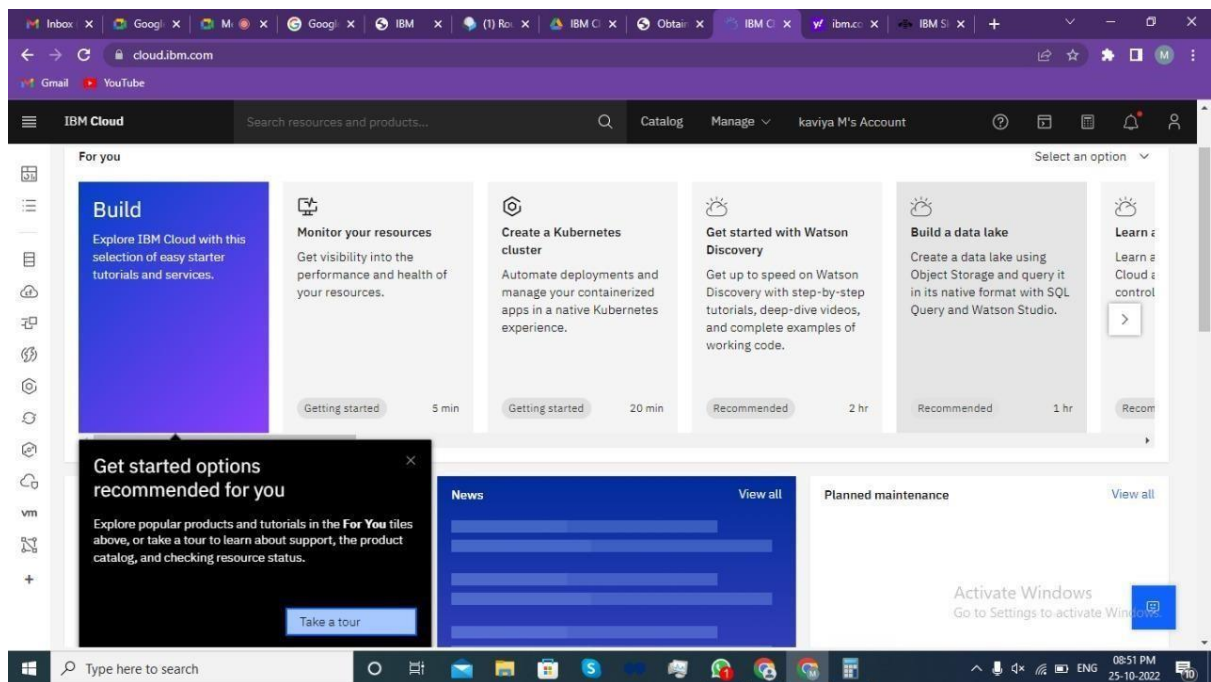 Inbox
Googl
M
Googl
IBM
(1) Ro
IBM Cl
Obtain
IBM Cl
ibm.co
IBM S
cloud.ibm.com
M
Gmail
YouTube
IBM Cloud
Search resources and products...
Catalog
Manage
kaviya M's Account
For you
Select an option
Build
Explore IBM Cloud with this
selection of easy starter
tutorials and services.
Monitor your resources
Get visibility into the
performance and health of
your resources.
Getting started
5 min
Create a Kubernetes
cluster
Automate deployments and
manage your containerized
apps in a native Kubernetes
experience.
Getting started
20 min
Get started with Watson
Discovery
Get up to speed on Watson
Discovery with step-by-step
tutorials, deep-dive videos,
and complete examples of
working code.
Recommended
2 hr
Build a data lake
Create a data lake using
Object Storage and query it
in its native format with SQL
Query and Watson Studio.
Recommended
1 hr
Learn a
Learn a
Cloud a
control
Recom
vm
Get started options
recommended for you
Explore popular products and tutorials in the For You tiles
above, or take a tour to learn about support, the product
catalog, and checking resource status.
Take a tour
News
View all
Planned maintenance
View all
Activate Windows
Go to Settings to activate Windows.
Type here to search
ENG
08:51 PM
25-10-2022